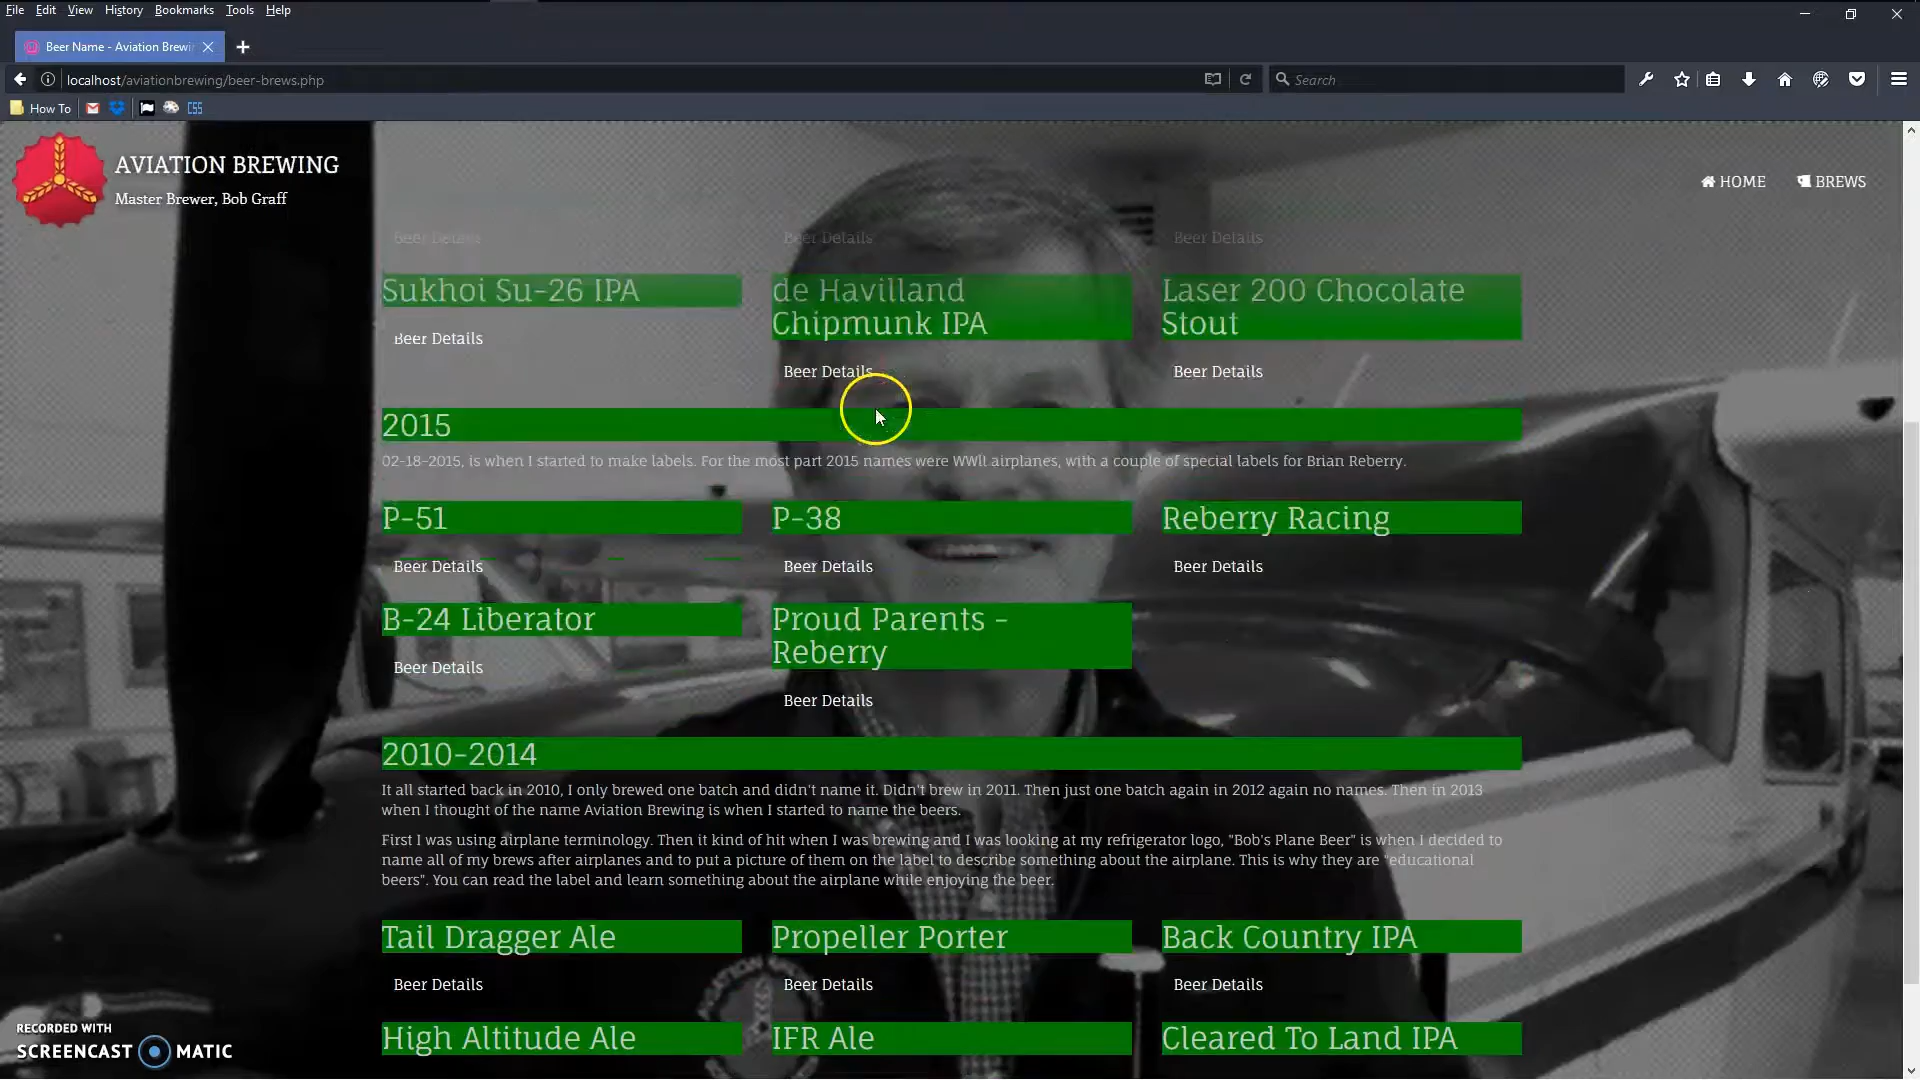 File Edit View History Bookmarks Tools Help
Beer Name - Aviation Brewi
localhost/aviationbrewing/beer-brews.php
Search
How To
CSS
AVIATION BREWING
Master Brewer, Bob Graff
HOME BREWS
Beer Details Beer Details Beer Details
Sukhoi Su-26 IPA
de Havilland
Chipmunk IPA
Laser 200 Chocolate
Stout
Beer Details
Beer Details Beer Details
2015
02-18-2015, is when I started to make labels. For the most part 2015 names were WWll airplanes, with a couple of special labels for Brian Reberry.
P-51 P-38 Reberry Racing
Beer Details Beer Details Beer Details
B-24 Liberator
Proud Parents -
Reberry
Beer Details
Beer Details
2010-2014
It all started back in 2010, I only brewed one batch and didn't name it. Didn't brew in 2011. Then just one batch again in 2012 again no names. Then in 2013
when I thought of the name Aviation Brewing is when I started to name the beers.
First I was using airplane terminology. Then it kind of hit when I was brewing and I was looking at my refrigerator logo, "Bob's Plane Beer" is when I decided to
name all of my brews after airplanes and to put a picture of them on the label to describe something about the airplane. This is why they are "educational
beers". You can read the label and learn something about the airplane while enjoying the beer.
Tail Dragger Ale Propeller Porter Back Country IPA
Beer Details Beer Details Beer Details
High Altitude Ale IFR Ale Cleared To Land IPA
RECORDED WITH
SCREENCAST MATIC